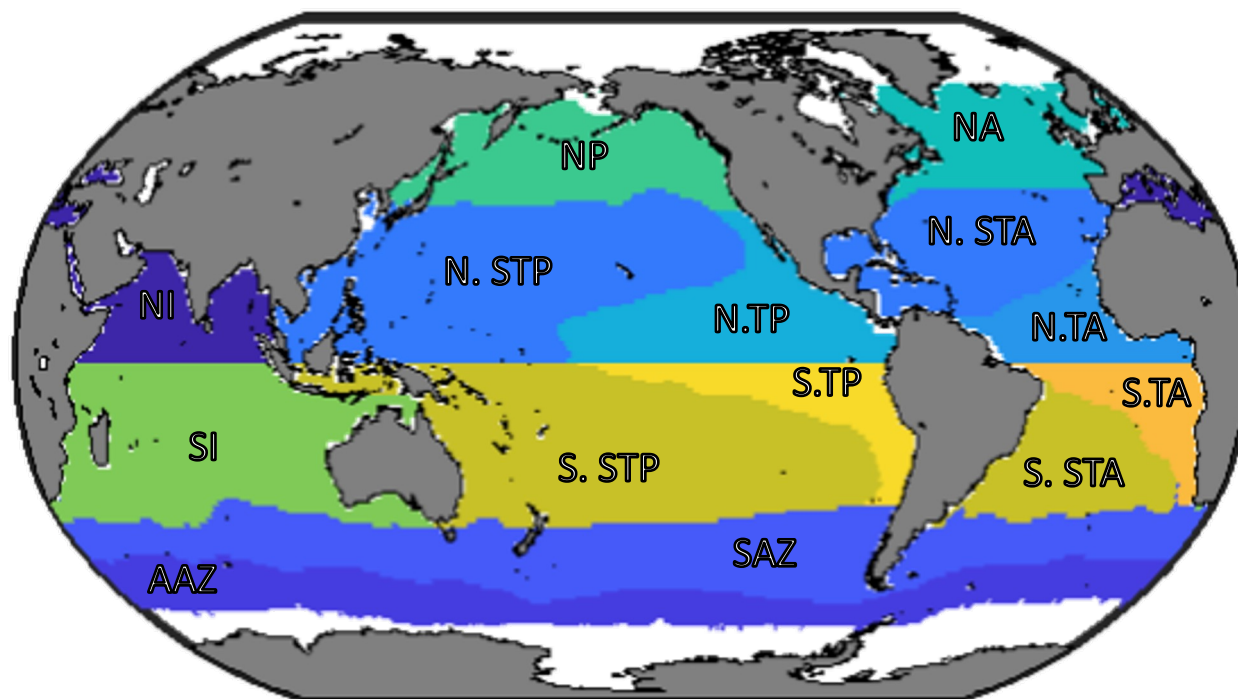 NA
NP
N. STA
N. STP
NI
N.TP
N.TA
S.TP
S.TA
SI
S. STP
S. STA
SAZ
AAZ